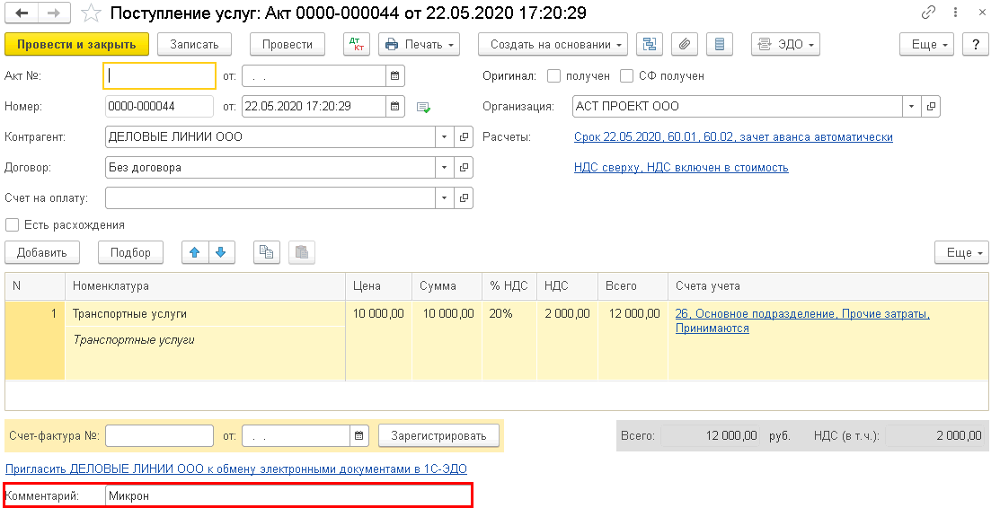 Поступление услуг: Акт 0000-000044 от 22.05.2020 17:20:29
Провести и закрыть Записать Провести Дт Кт Печать Создать на основании ЭДО Еще ?
Акт №: от: . . Оригинал: получен СФ получен
Номер: 0000-000044 от: 22.05.2020 17:20:29 Организация: АСТ ПРОЕКТ ООО
Контрагент: ДЕЛОВЫЕ ЛИНИИ ООО Расчеты: Срок 22.05.2020, 60.01, 60.02, зачет аванса автоматически
Договор: Без договора НДС сверху, НДС включен в стоимость
Счет на оплату:
Есть расхождения
Добавить Подбор Еще
N Номенклатура Цена Сумма % НДС НДС Всего Счета учета
1 Транспортные услуги 10 000,00 10 000,00 20% 2 000,00 12 000,00 26, Основное подразделение, Прочие затраты,
Принимаются
Транспортные услуги
Счет-фактура №: от: . . Зарегистрировать Всего: 12 000,00 руб. НДС (в т.ч.): 2 000,00
Пригласить ДЕЛОВЫЕ ЛИНИИ ООО к обмену электронными документами в 1С-ЭДО
Комментарий: Микрон